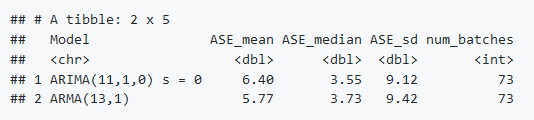 ## # A tibble: 2 x 5
##   Model               ASE_mean ASE_median ASE_sd num_batches
##   <chr>                  <dbl>      <dbl>  <dbl>       <int>
## 1 ARIMA(11,1,0) s = 0     6.40       3.55   9.12          73
## 2 ARMA(13,1)              5.77       3.73   9.42          73